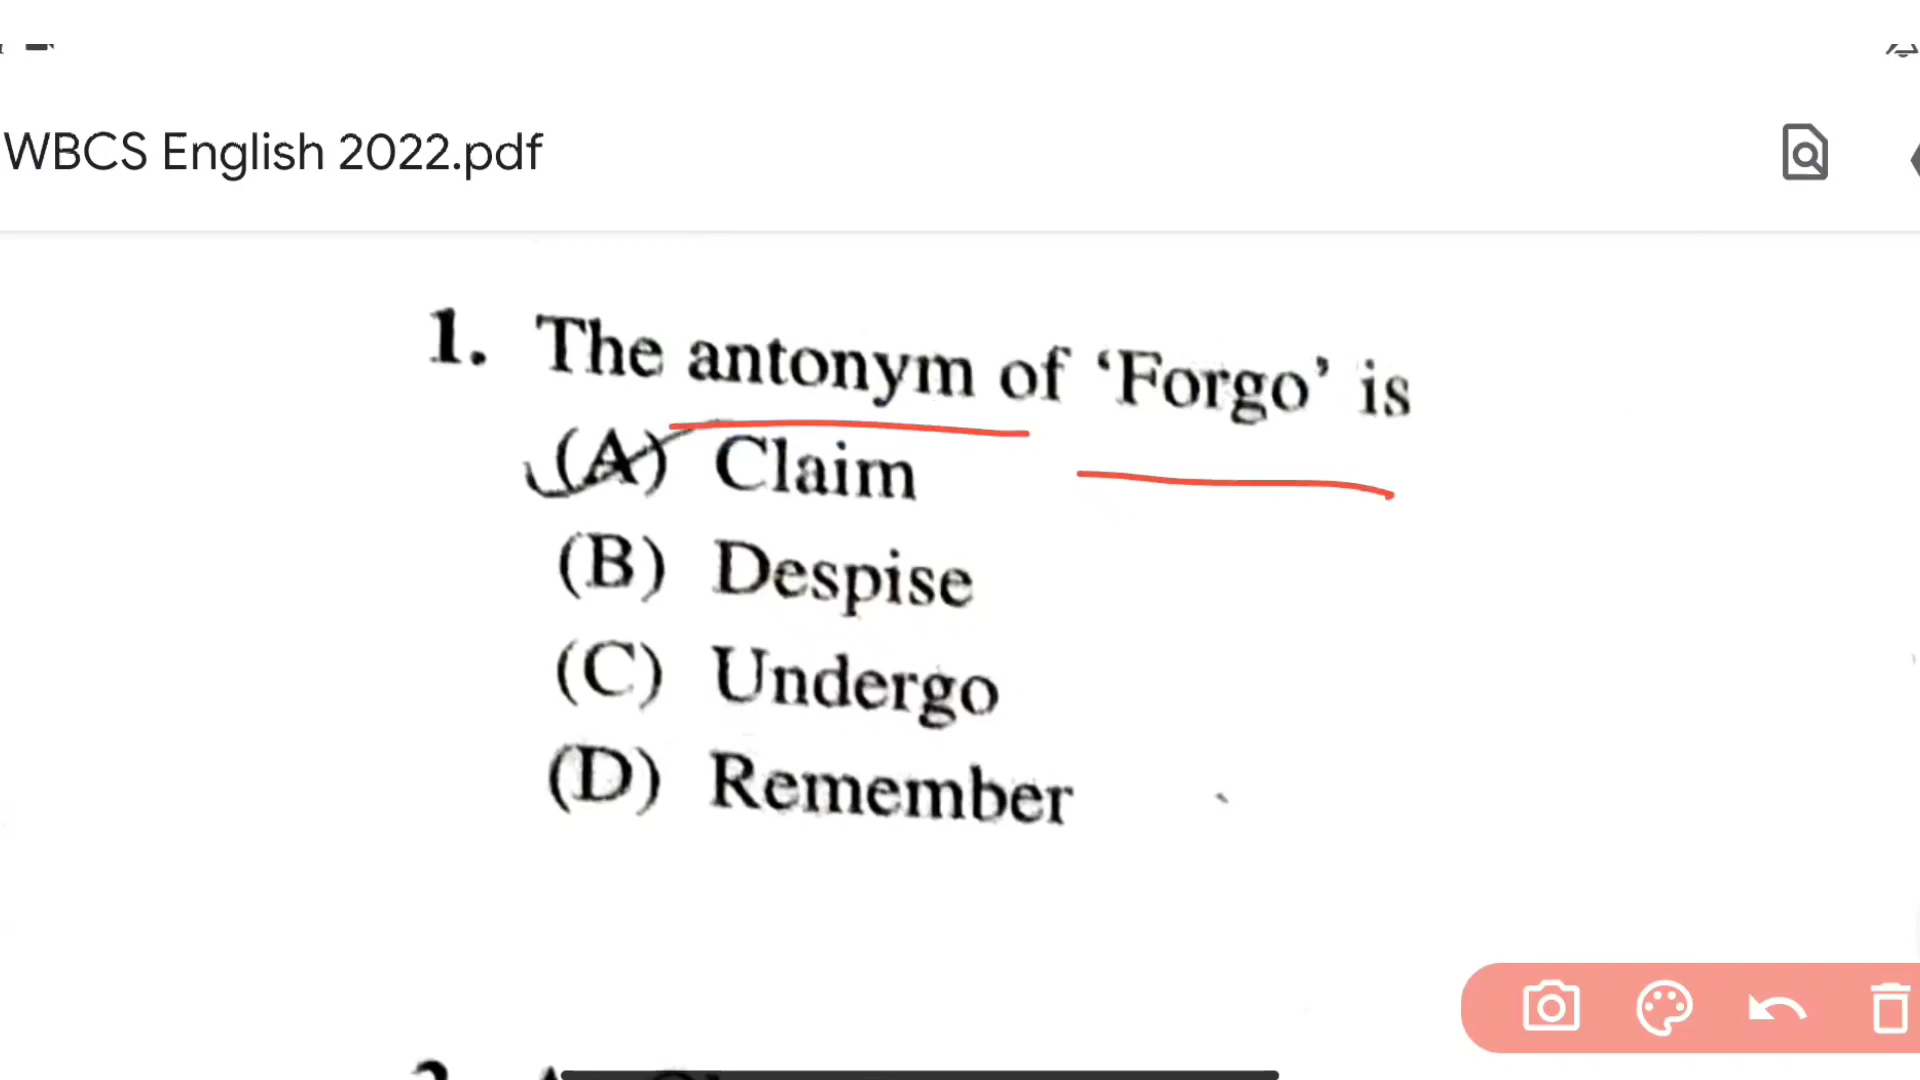 WBCS English 2022.pdf
1. The antonym of ‘Forgo’ is
(A) Claim
(B) Despise
(C) Undergo
(D) Remember